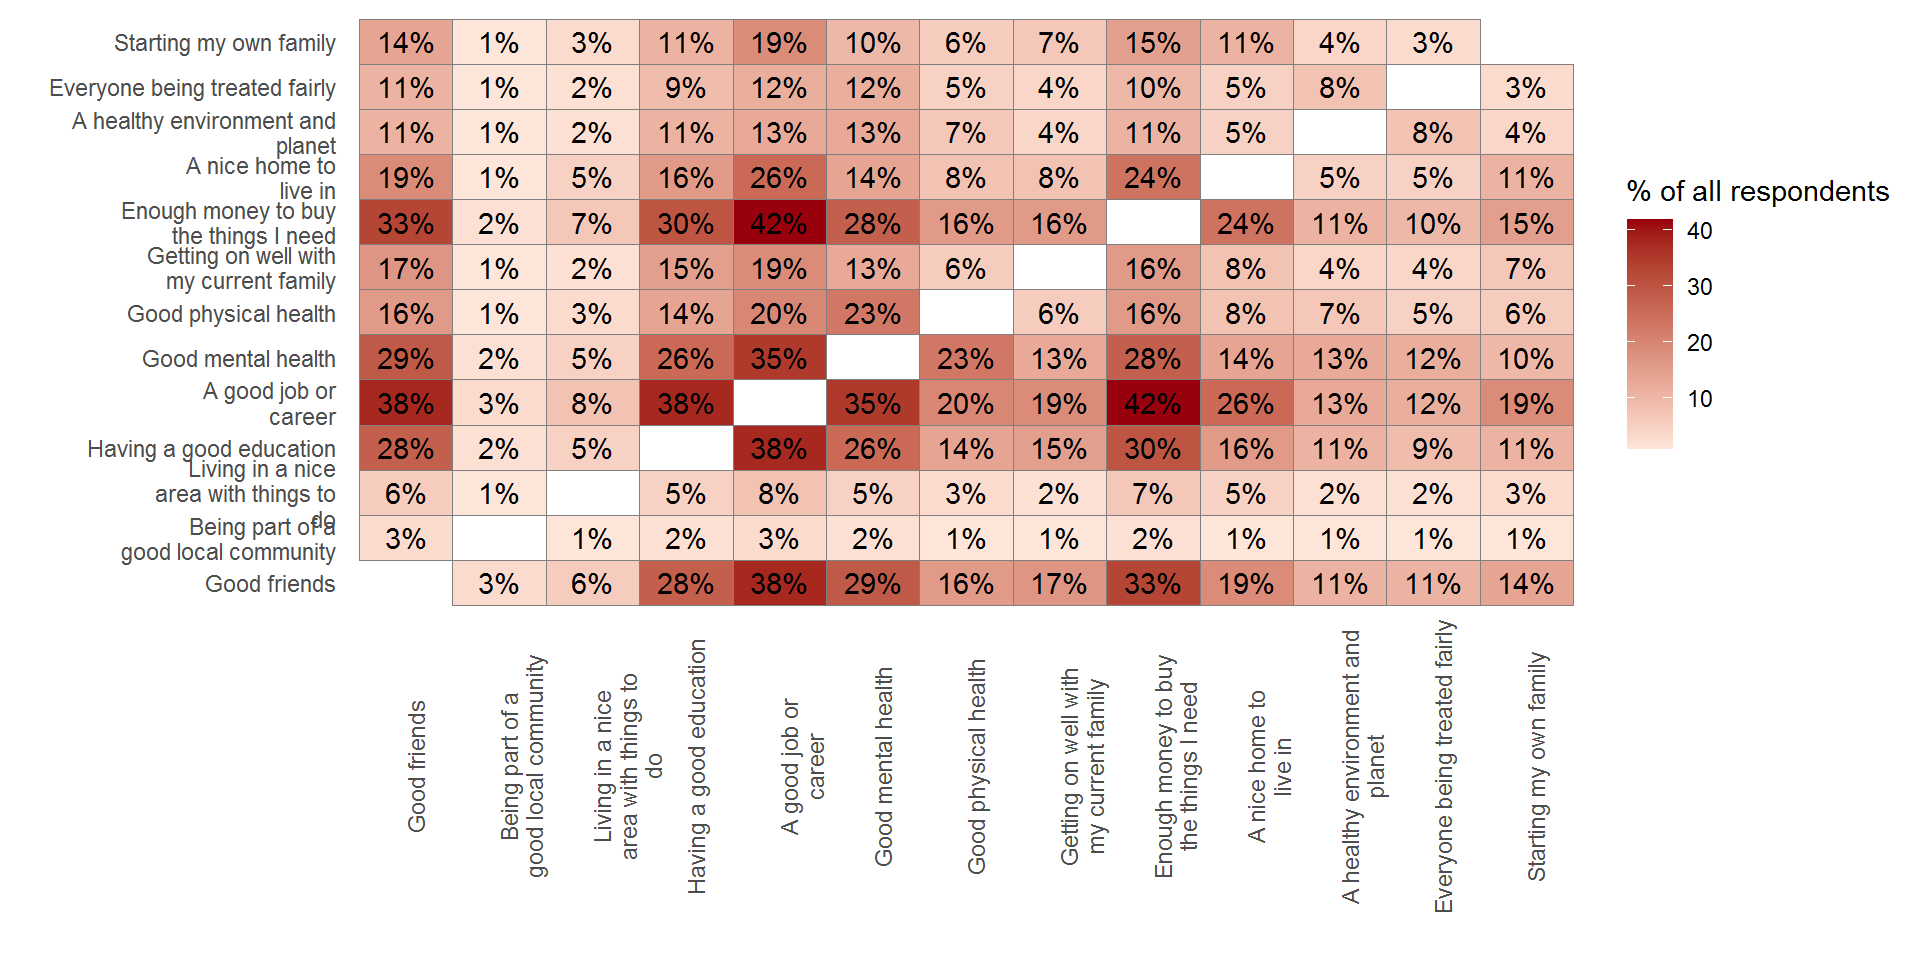 Starting my own family 14% 1% 3% 11% 19% 10% 6% 7% 15% 11% 4% 3%
Everyone being treated fairly 11% 1% 2% 9% 12% 12% 5% 4% 10% 5% 8% 3%
A healthy environment and
planet 11% 1% 2% 11% 13% 13% 7% 4% 11% 5% 8% 4%
A nice home to
live in 19% 1% 5% 16% 26% 14% 8% 8% 24% 5% 5% 11%
Enough money to buy
the things I need 33% 2% 7% 30% 42% 28% 16% 16% 24% 11% 10% 15%
Getting on well with
my current family 17% 1% 2% 15% 19% 13% 6% 16% 8% 4% 4% 7%
Good physical health 16% 1% 3% 14% 20% 23% 6% 16% 8% 7% 5% 6%
Good mental health 29% 2% 5% 26% 35% 23% 13% 28% 14% 13% 12% 10%
A good job or
career 38% 3% 8% 38% 35% 20% 19% 42% 26% 13% 12% 19%
Having a good education 28% 2% 5% 38% 26% 14% 15% 30% 16% 11% 9% 11%
Living in a nice
area with things to
do 6% 1% 5% 8% 5% 3% 2% 7% 5% 2% 2% 3%
Being part of a
good local community 3% 1% 2% 3% 2% 1% 1% 2% 1% 1% 1% 1%
Good friends 3% 6% 28% 38% 29% 16% 17% 33% 19% 11% 11% 14%
Good friends
Being part of a
good local community
Living in a nice
area with things to
do
Having a good education
A good job or
career
Good mental health
Good physical health
Getting on well with
my current family
Enough money to buy
the things I need
A nice home to
live in
A healthy environment and
planet
Everyone being treated fairly
Starting my own family
% of all respondents
40
30
20
10